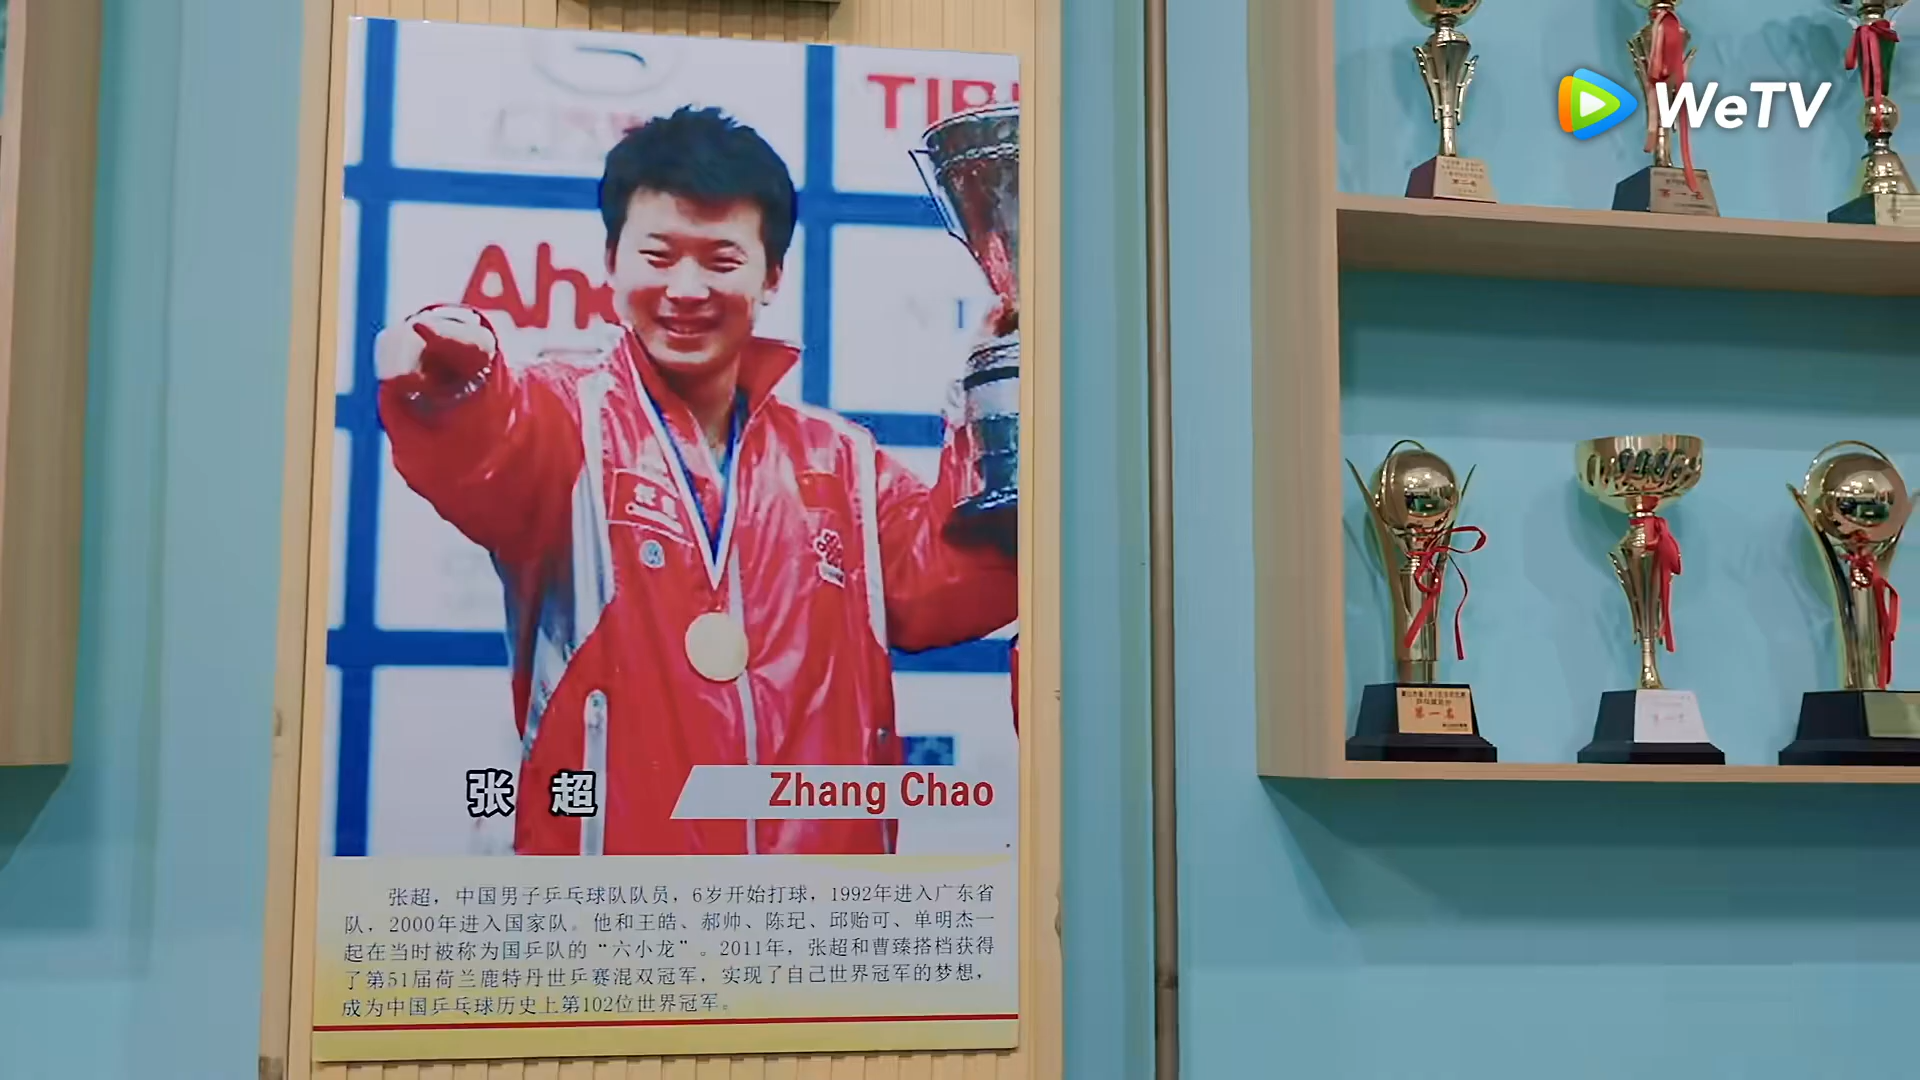 TIB
WeTV
Aho
张 超
Zhang Chao
张超，中国男子乒乓球队队员，6岁开始打球，1992年进入广东省
队，2000年进入国家队。他和王皓、郝帅、陈玘、邱贻可、单明杰一
起在当时被称为国乒队的“六小龙”。2011年，张超和曹臻搭档获得
了第51届荷兰鹿特丹世乒赛混双冠军，实现了自己世界冠军的梦想，
成为中国乒乓球历史上第102位世界冠军。
第二名
第一名
第一名